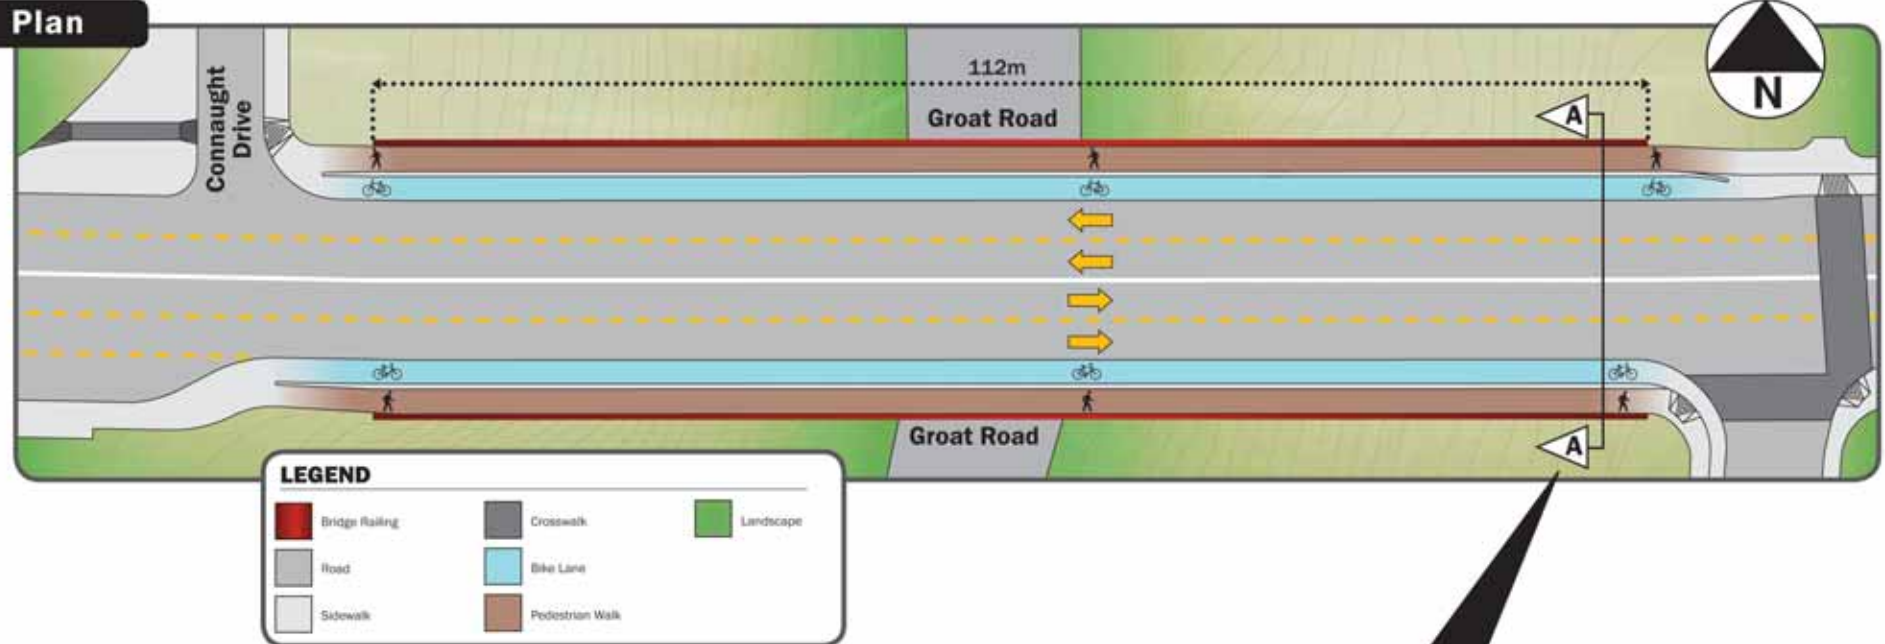 Plan
Connaught
Drive
112m
Groat Road
A
N
A
Groat Road
LEGEND
Bridge Railing
Road
Sidewalk
Crosswalk
Bike Lane
Pedestrian Walk
Landscape